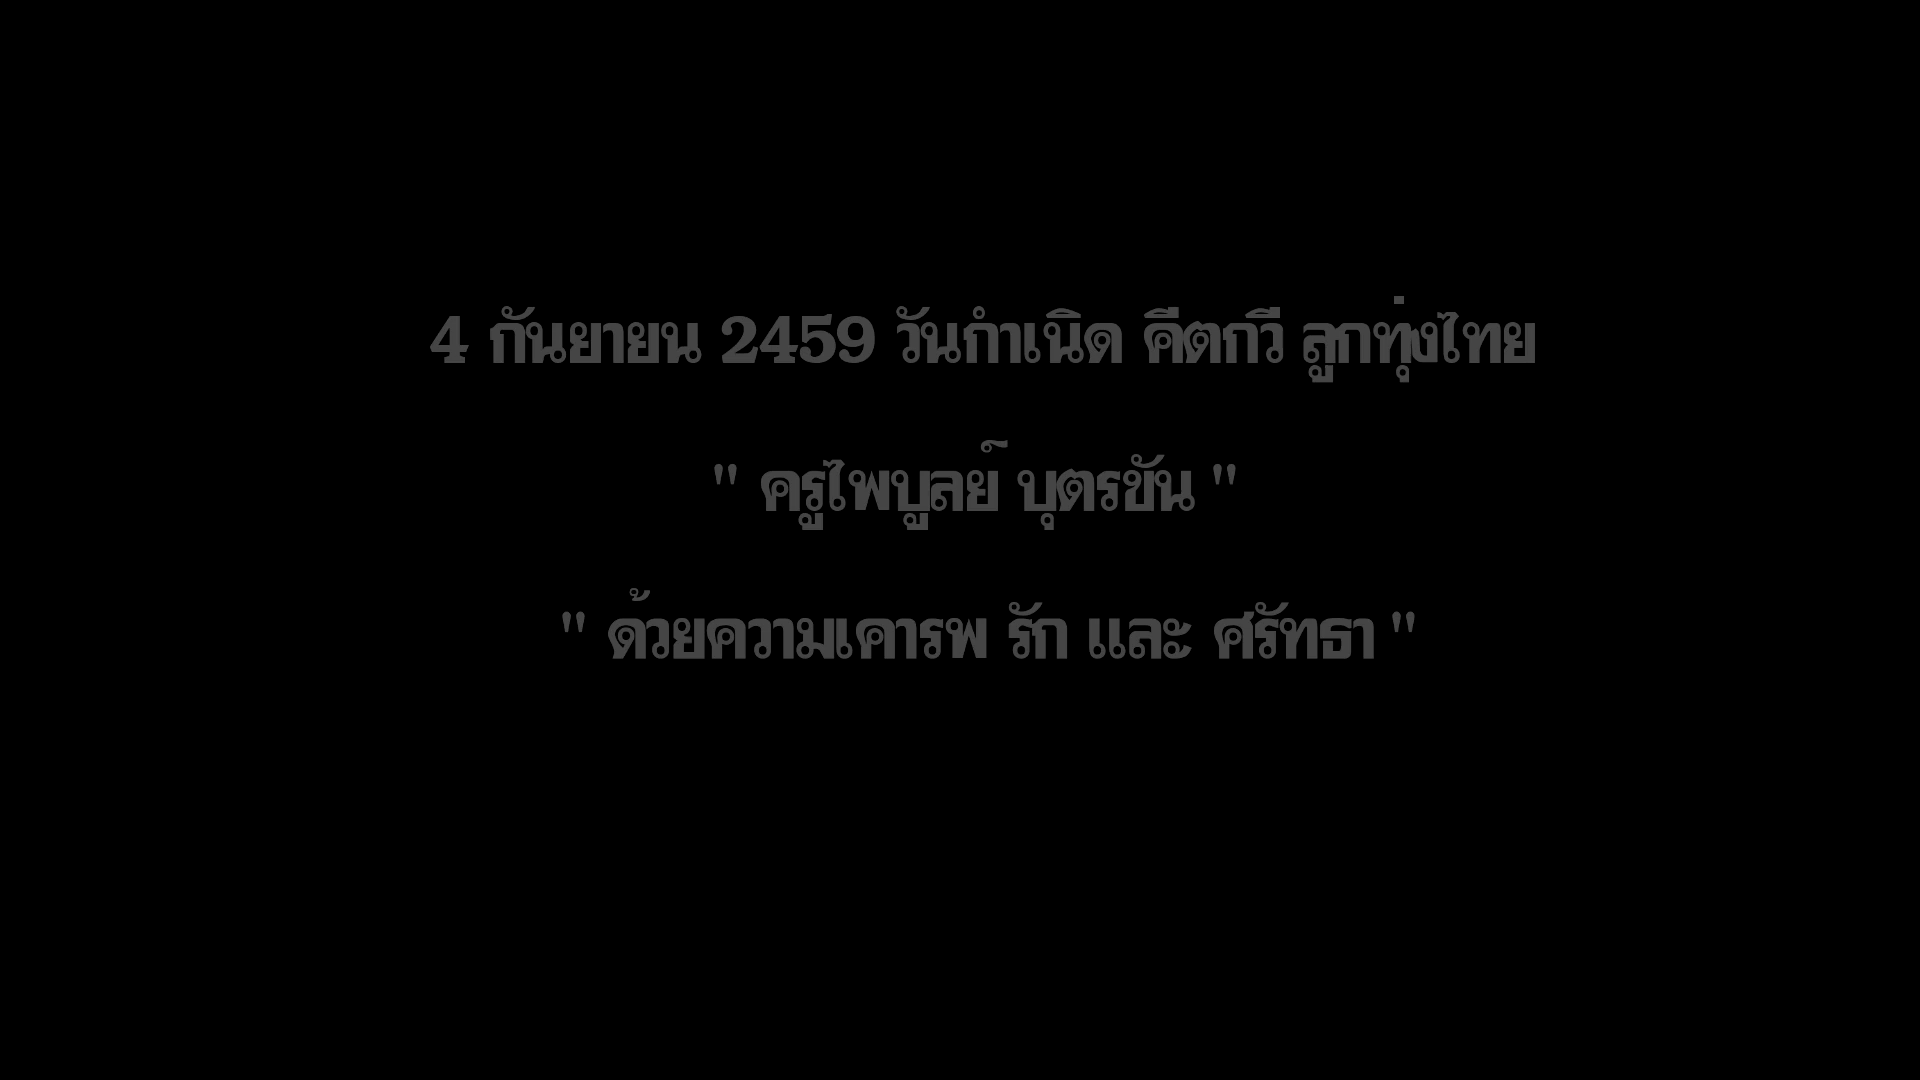 4 กันยายน 2459 วันกำเนิด คีตกวี ลูกทุ่งไทย
" ครูไพบูลย์ บุตรขัน "
" ด้วยความเคารพ รัก และ ศรัทธา "